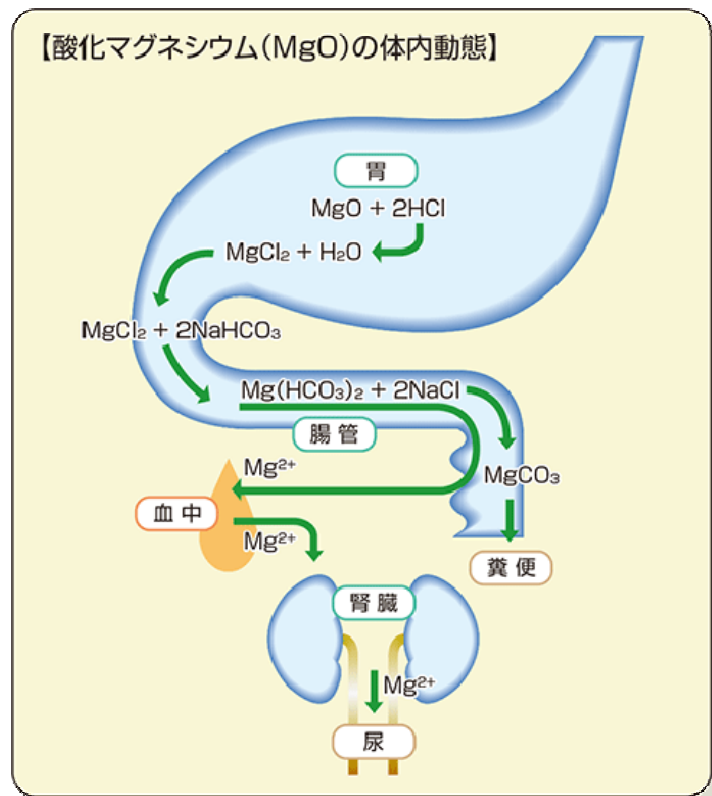 【酸化マグネシウム(MgO)の体内動態】
胃
MgO + 2HCl
MgCl₂ + H₂O
MgCl₂ + 2NaHCO₃
Mg(HCO₃)₂ + 2NaCl
腸管
Mg²⁺
MgCO₃
血中
Mg²⁺
糞便
腎臓
Mg²⁺
尿